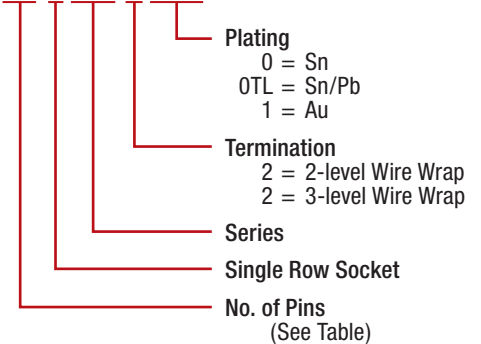 Plating
0 = Sn
0TL = Sn/Pb
1 = Au
Termination
2 = 2-level Wire Wrap
2 = 3-level Wire Wrap
Series
Single Row Socket
No. of Pins
(See Table)